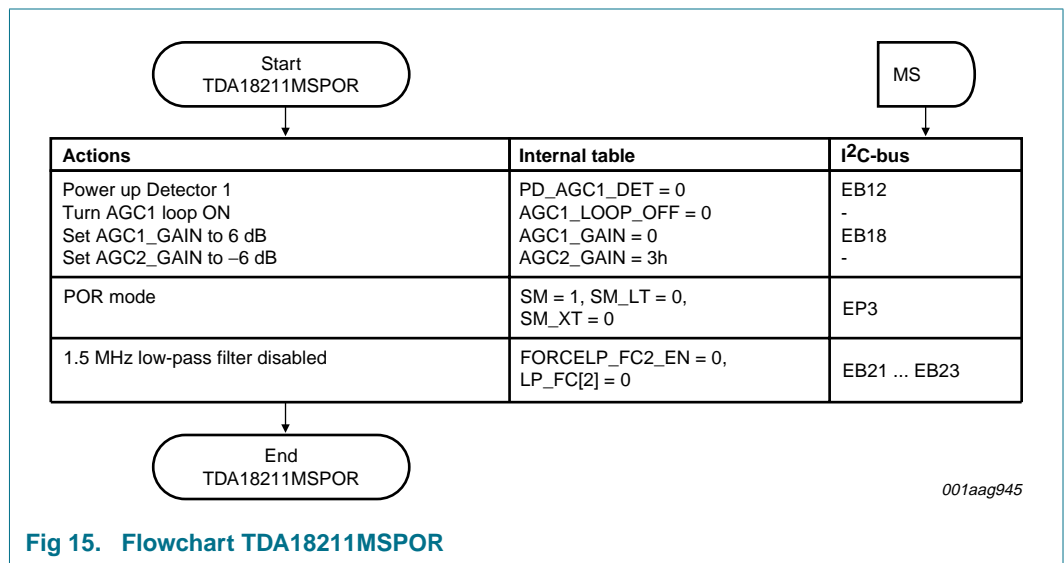 Start
TDA18211MSPOR
MS
Actions Internal table I2C-bus
Power up Detector 1 PD_AGC1_DET = 0 EB12
Turn AGC1 loop ON AGC1_LOOP_OFF = 0 -
Set AGC1_GAIN to 6 dB AGC1_GAIN = 0 EB18
Set AGC2_GAIN to −6 dB AGC2_GAIN = 3h -
POR mode SM = 1, SM_LT = 0,
SM_XT = 0
EP3
1.5 MHz low-pass filter disabled FORCELP_FC2_EN = 0,
LP_FC[2] = 0
EB21 ... EB23
End
TDA18211MSPOR
001aag945
Fig 15. Flowchart TDA18211MSPOR